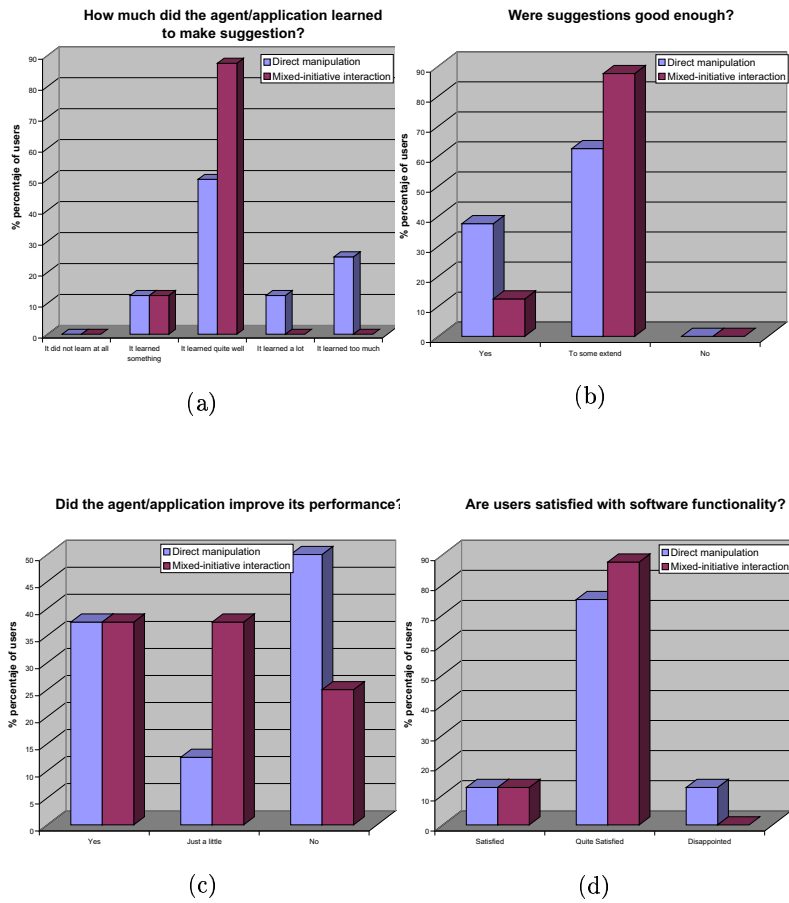 How much did the agent/application learned
to make suggestion?
Direct manipulation
Mixed-initiative interaction
% percentaje of users
90
80
70
60
50
40
30
20
10
0
It did not learn at all
It learned
something
It learned quite well
It learned a lot
It learned too much
(a)
Were suggestions good enough?
Direct manipulation
Mixed-initiative interaction
% percentaje of users
90
80
70
60
50
40
30
20
10
0
Yes
To some extend
No
(b)
Did the agent/application improve its performance?
Direct manipulation
Mixed-initiative interaction
% percentaje of users
50
45
40
35
30
25
20
15
10
5
0
Yes
Just a little
No
(c)
Are users satisfied with software functionality?
Direct manipulation
Mixed-initiative interaction
% percentaje of users
90
80
70
60
50
40
30
20
10
0
Satisfied
Quite Satisfied
Disappointed
(d)